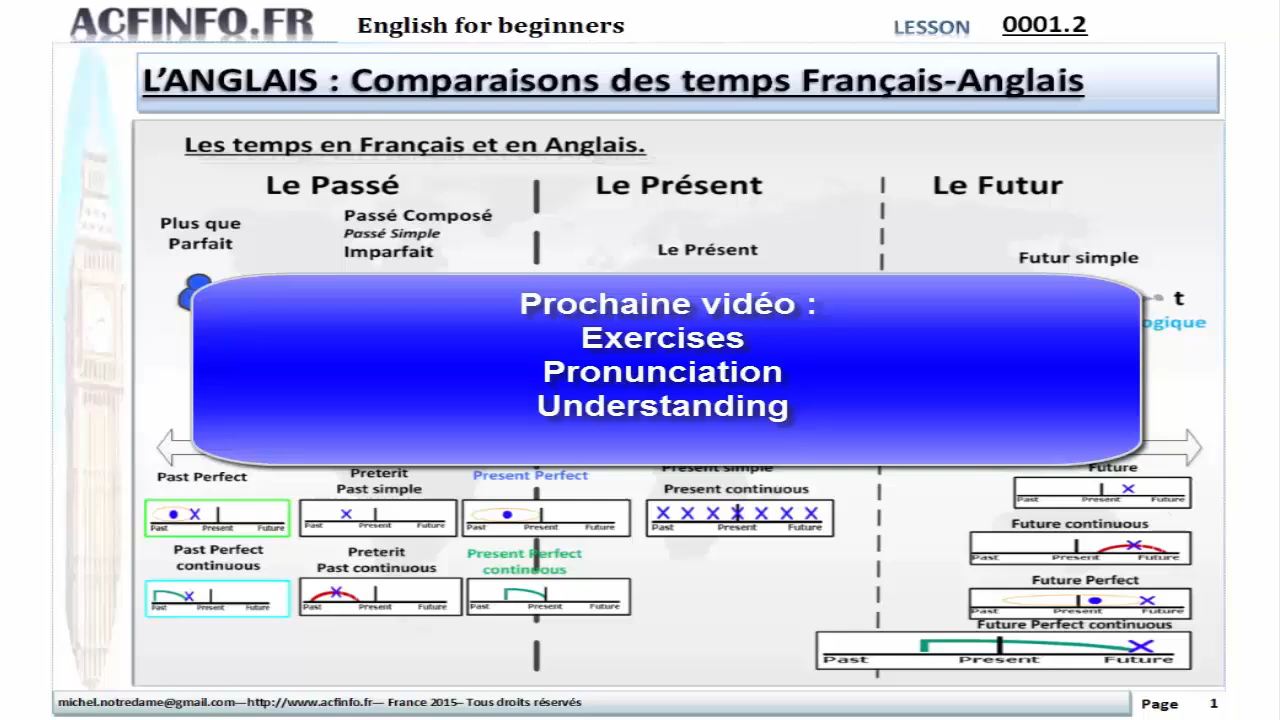 ACFINFO.FR English for beginners LESSON 0001.2
L'ANGLAIS : Comparaisons des temps Français-Anglais
Les temps en Français et en Anglais.
Le Passé Le Présent Le Futur
Plus que
Parfait
Passé Composé
Passé Simple
Imparfait
Le Présent
Futur simple
t
ogique
Prochaine vidéo :
Exercises
Pronunciation
Understanding
Past Perfect
Past Present Future
Preterit
Past simple
Past Present Future
Present Perfect
Past Present Future
Present simple
Present continuous
Past Present Future
Future
Past Present Future
Past Perfect
continuous
Past Present Future
Preterit
Past continuous
Past Present Future
Present Perfect
continuous
Past Present Future
Future continuous
Past Present Future
Future Perfect
Past Present Future
Future Perfect continuous
Past Present Future
michel.notredame@gmail.com—http://www.acfinfo.fr— France 2015– Tous droits réservés
Page 1